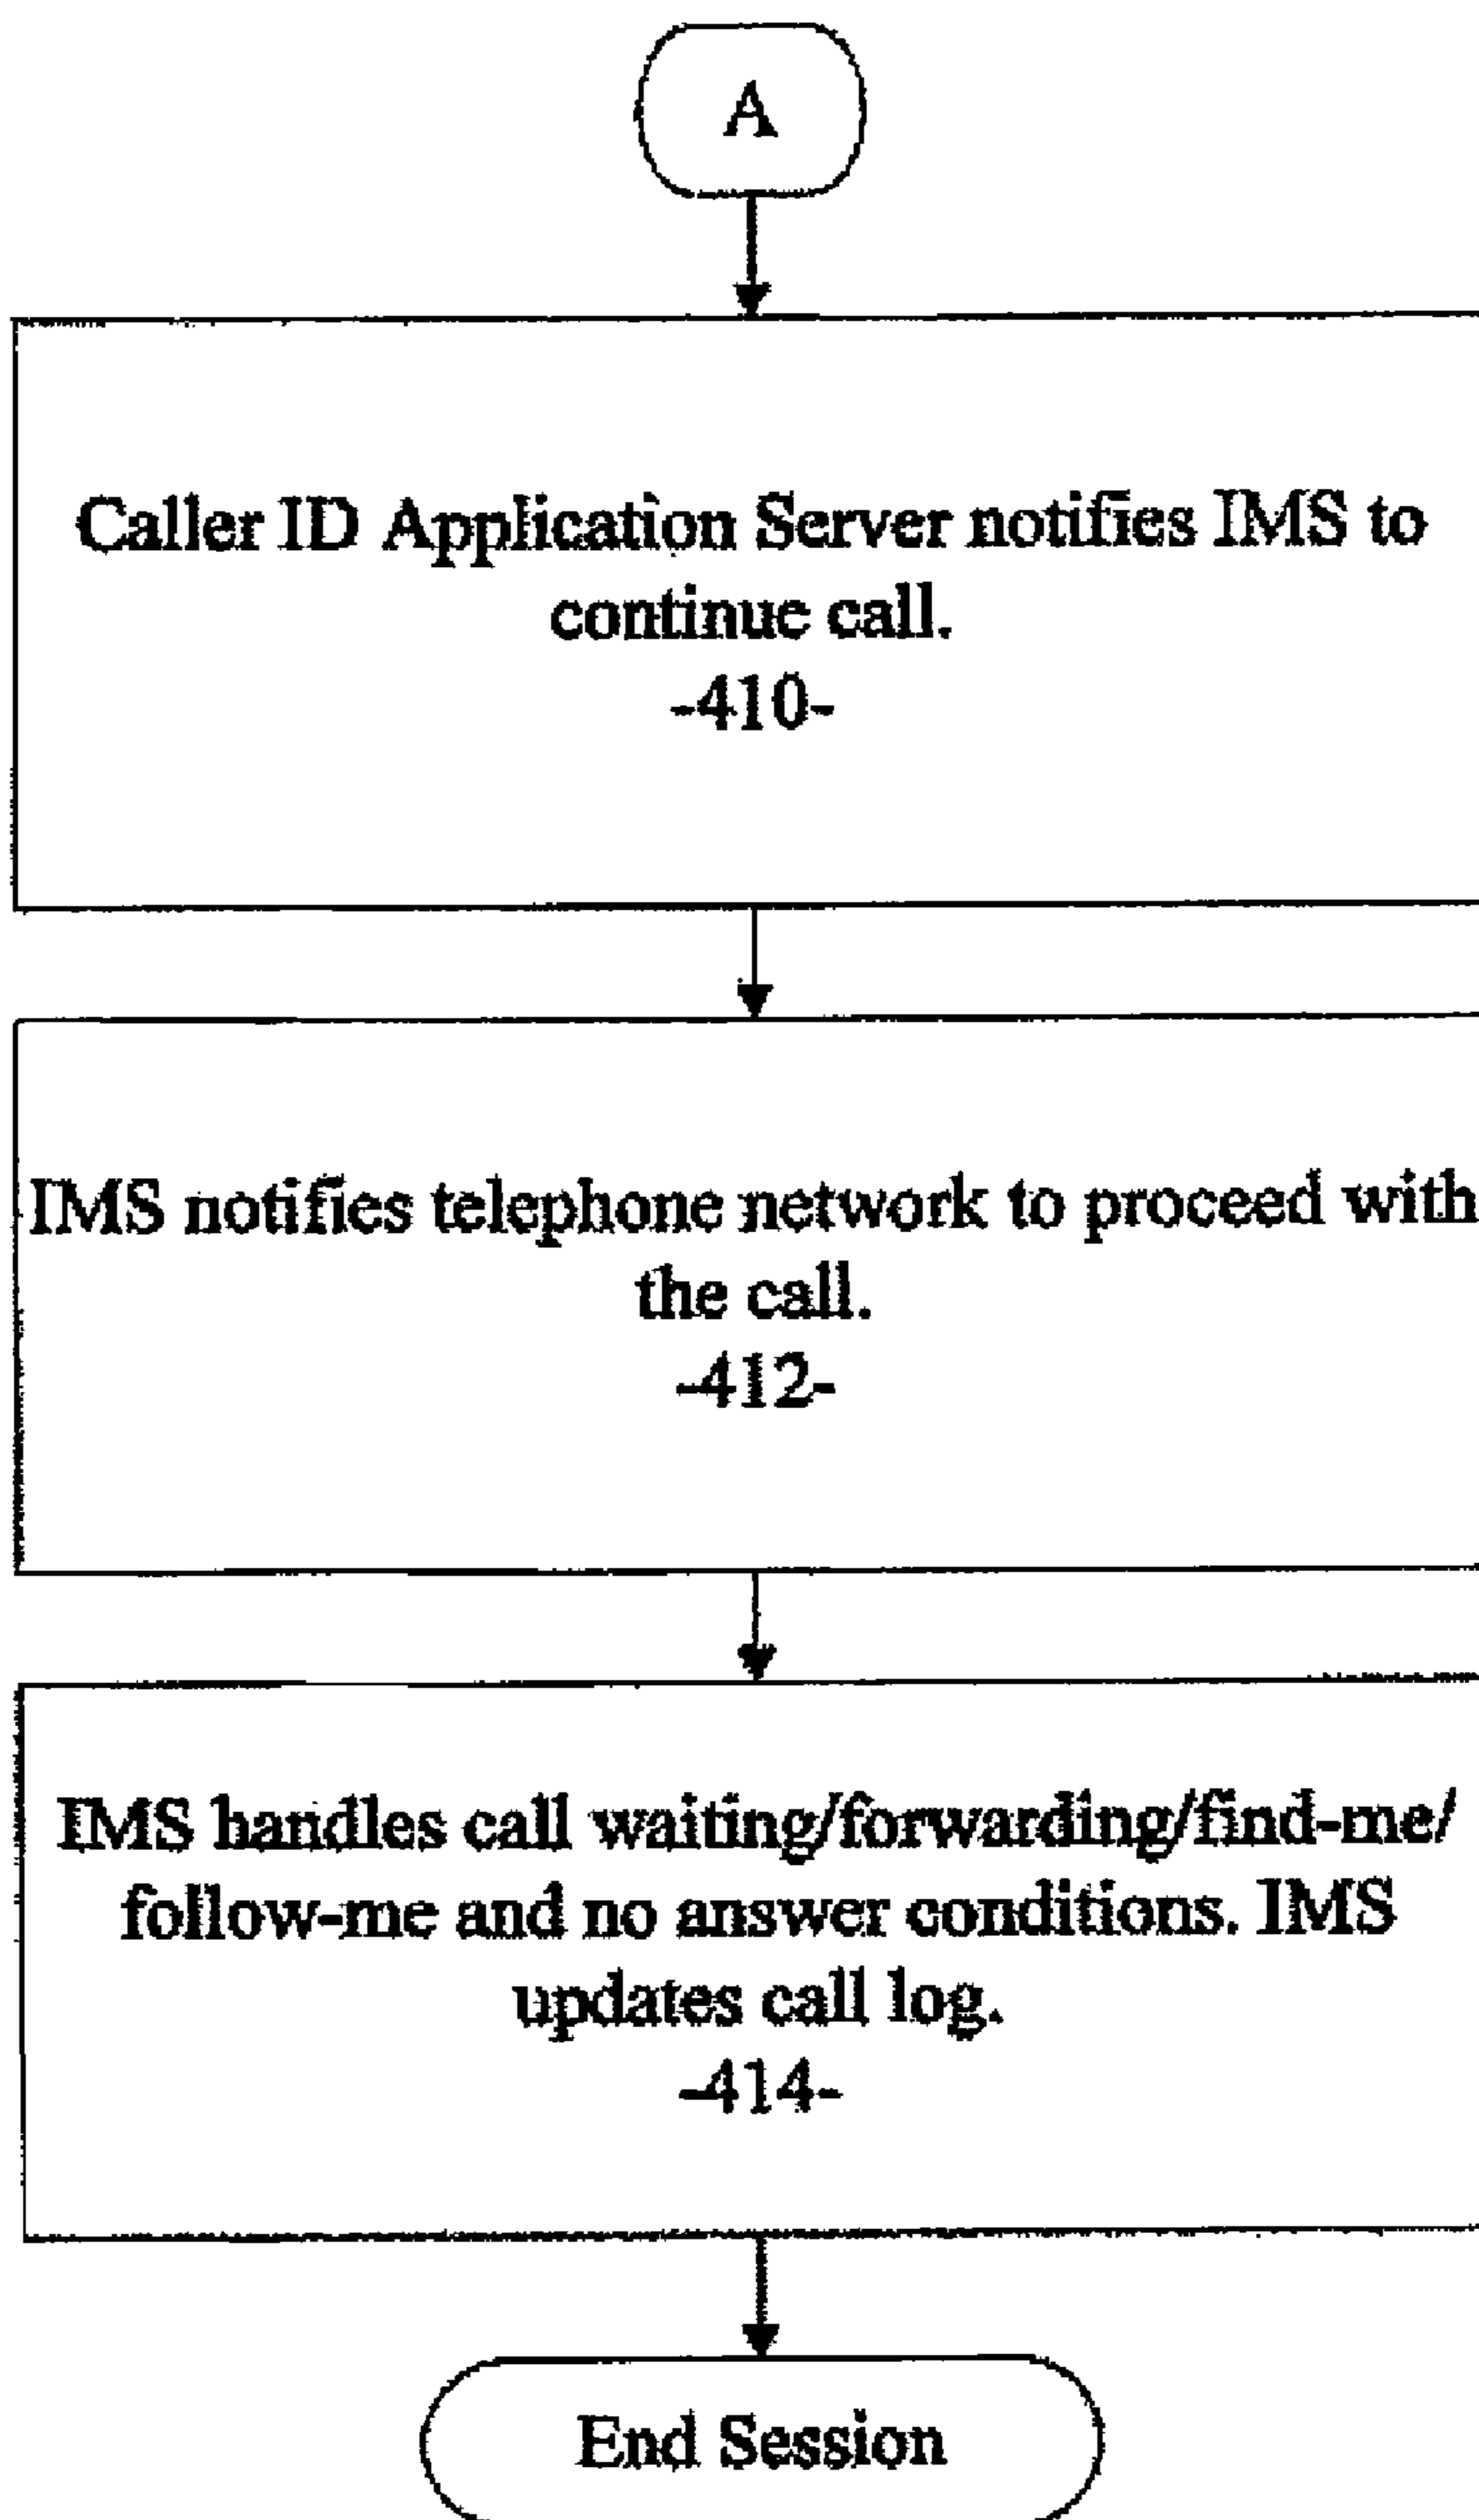 A
Caller ID Application Server notifies IMS to
continue call.
-410-
IMS notifies telephone network to proceed with
the call.
-412-
IMS handles call waiting/forwarding/find-me/
follow-me and no answer conditions. IMS
updates call log.
-414-
End Session